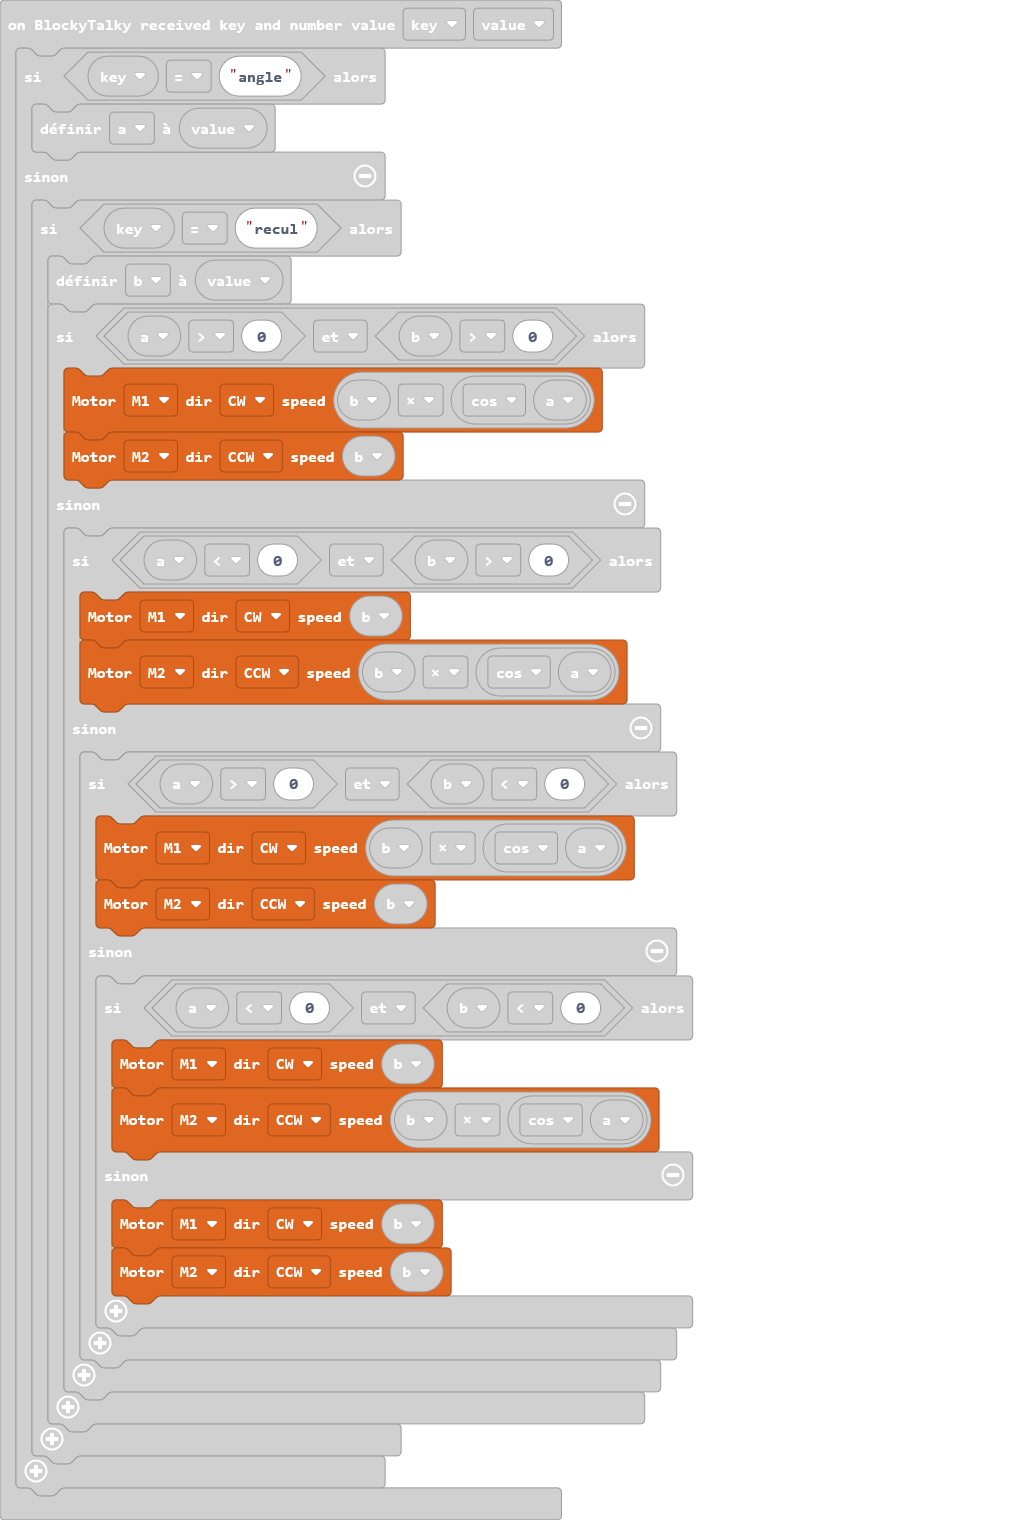 on BlockyTalky received key and number value key value
si key = "angle" alors
définir a à value
sinon
si key = "recul" alors
définir b à value
si a > 0 et b > 0 alors
Motor M1 dir CW speed b × cos a
Motor M2 dir CCW speed b
sinon
si a < 0 et b > 0 alors
Motor M1 dir CW speed b
Motor M2 dir CCW speed b × cos a
sinon
si a > 0 et b < 0 alors
Motor M1 dir CW speed b × cos a
Motor M2 dir CCW speed b
sinon
si a < 0 et b < 0 alors
Motor M1 dir CW speed b
Motor M2 dir CCW speed b × cos a
sinon
Motor M1 dir CW speed b
Motor M2 dir CCW speed b